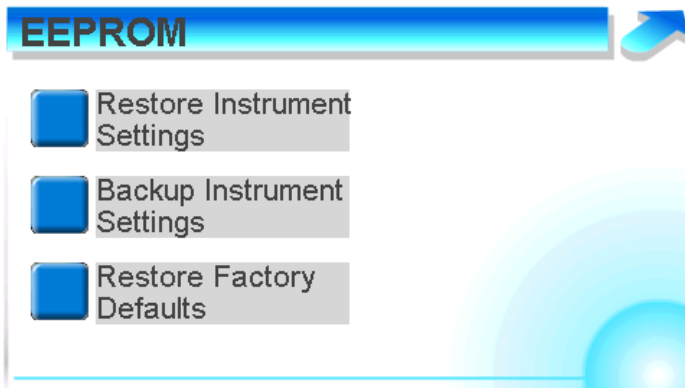 EEPROM
Restore Instrument
Settings
Backup Instrument
Settings
Restore Factory
Defaults